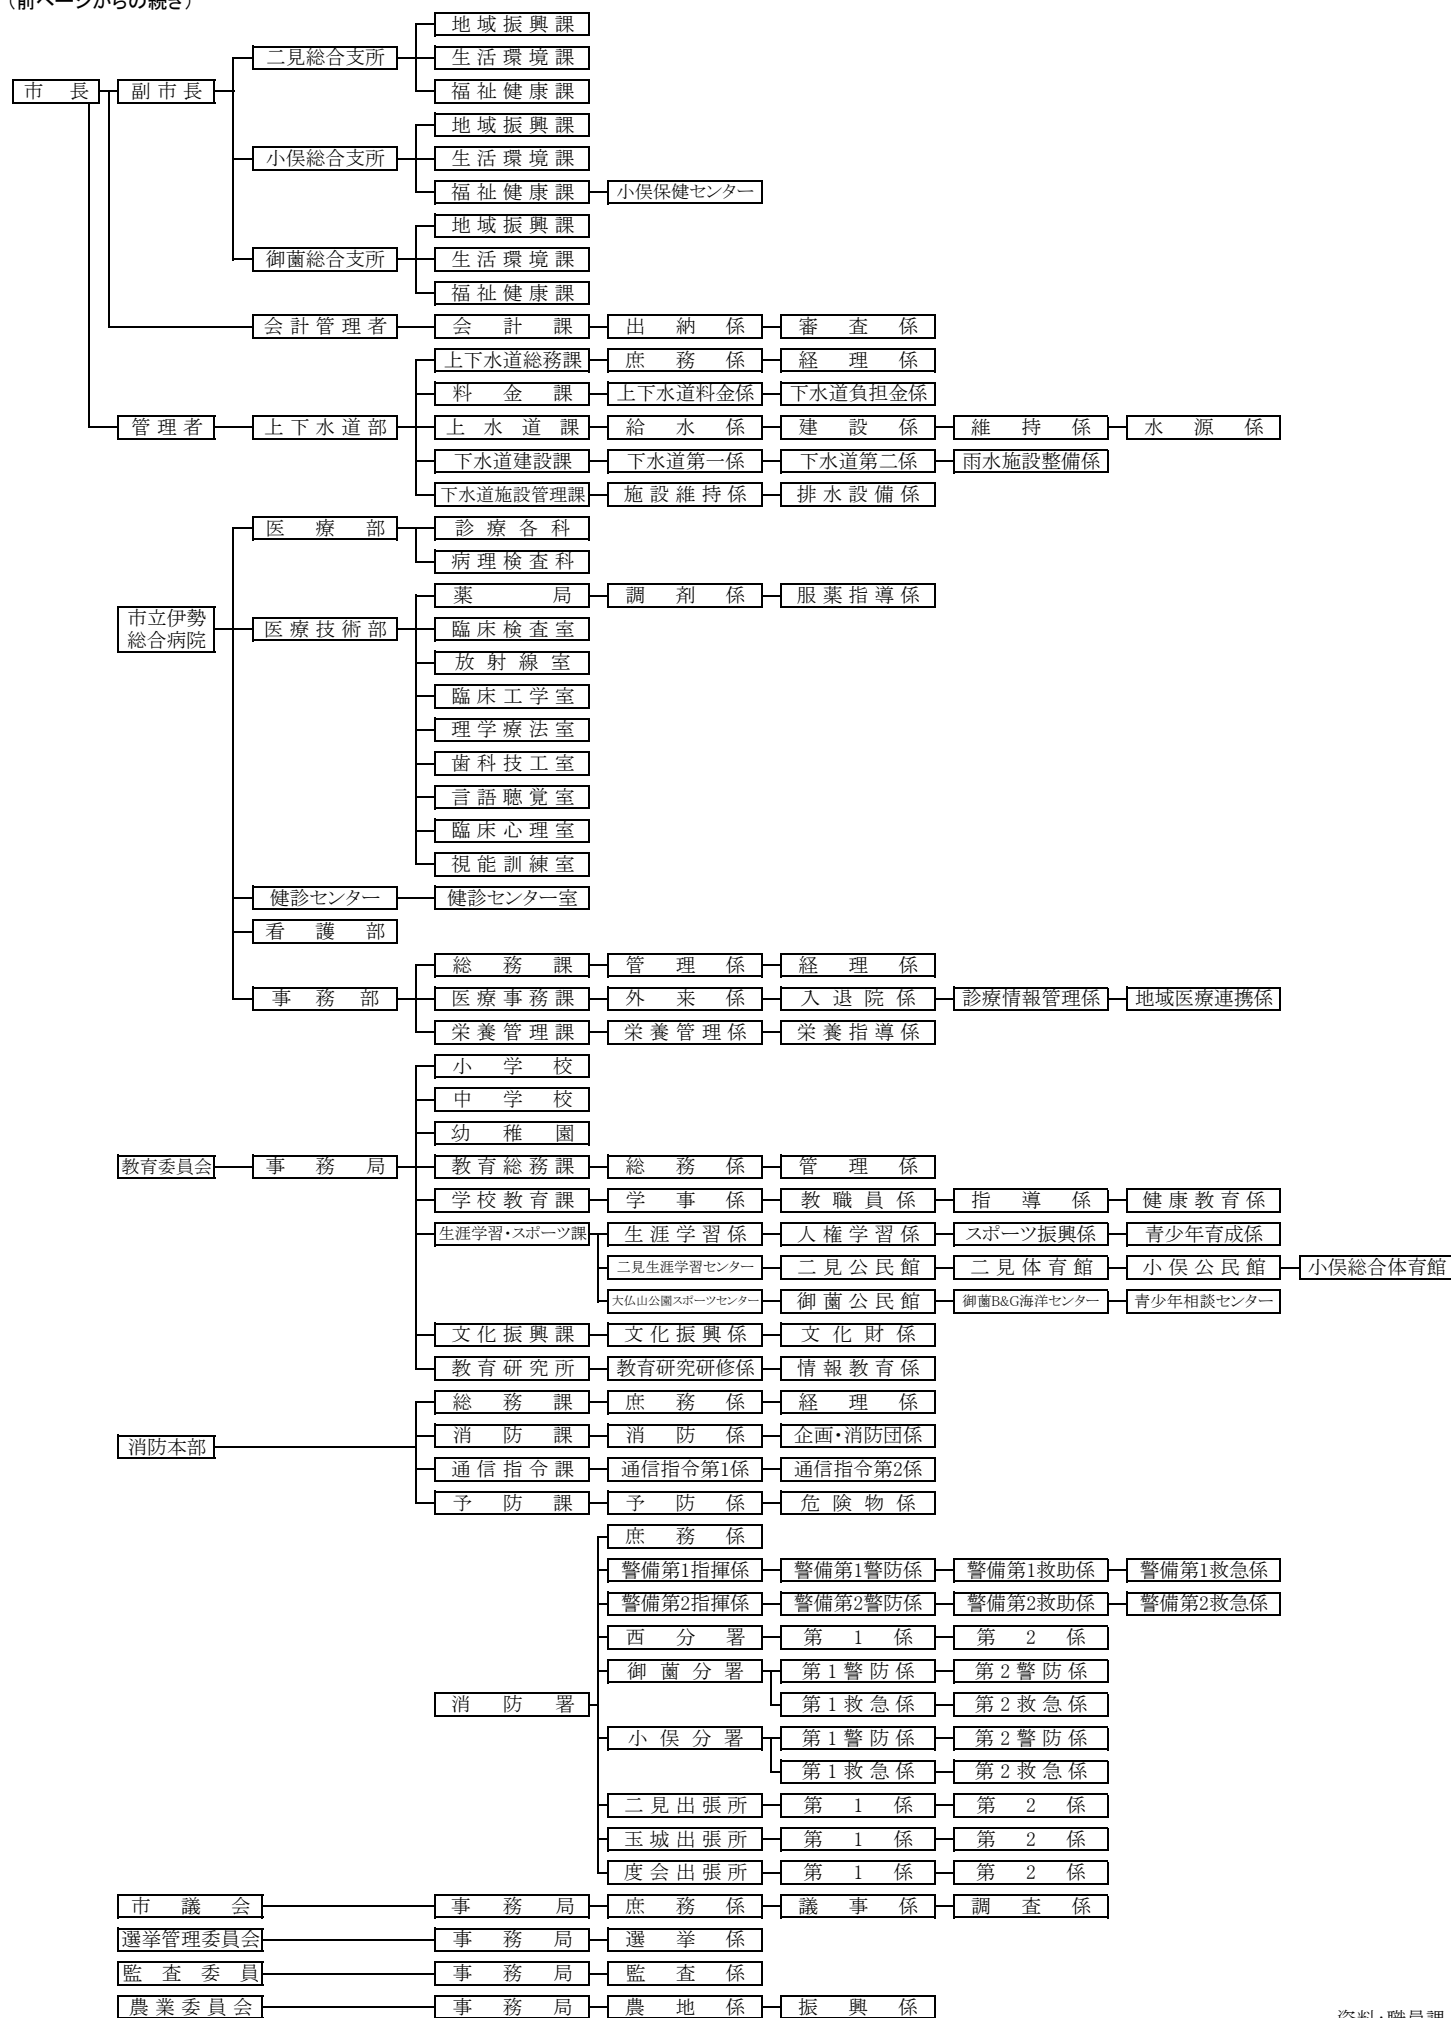 (前ページからの続き)
地域振興課
二見総合支所 生活環境課
市長 副市長 福祉健康課
地域振興課
小俣総合支所 生活環境課
福祉健康課 小俣保健センター
地域振興課
御薗総合支所 生活環境課
福祉健康課
会計管理者 会計課 出納係 審査係
上下水道総務課 庶務係 経理係
料金課 上下水道料金係 下水道負担金係
管理者 上下水道部 上水道課 給水係 建設係 維持係 水源係
下水道建設課 下水道第一係 下水道第二係 雨水施設整備係
下水道施設管理課 施設維持係 排水設備係
医療部 診療各科
病理検査科
薬局 調剤係 服薬指導係
市立伊勢
総合病院 医療技術部 臨床検査室
放射線室
臨床工学室
理学療法室
歯科技工室
言語聴覚室
臨床心理室
視能訓練室
健診センター 健診センター室
看護部
総務課 管理係 経理係
事務部 医療事務課 外来係 入退院係 診療情報管理係 地域医療連携係
栄養管理課 栄養管理係 栄養指導係
小学校
中学校
幼稚園
教育委員会 事務局 教育総務課 総務係 管理係
学校教育課 学事係 教職員係 指導係 健康教育係
生涯学習・スポーツ課 生涯学習係 人権学習係 スポーツ振興係 青少年育成係
二見生涯学習センター 二見公民館 二見体育館 小俣公民館 小俣総合体育館
大仏山公園スポーツセンター 御薗公民館 御薗B&G海洋センター 青少年相談センター
文化振興課 文化振興係 文化財係
教育研究所 教育研究研修係 情報教育係
総務課 庶務係 経理係
消防本部 消防課 消防係 企画・消防団係
通信指令課 通信指令第1係 通信指令第2係
予防課 予防係 危険物係
庶務係
警備第1指揮係 警備第1警防係 警備第1救助係 警備第1救急係
警備第2指揮係 警備第2警防係 警備第2救助係 警備第2救急係
西分署 第1係 第2係
御薗分署 第1警防係 第2警防係
消防署 第1救急係 第2救急係
小俣分署 第1警防係 第2警防係
第1救急係 第2救急係
二見出張所 第1係 第2係
玉城出張所 第1係 第2係
度会出張所 第1係 第2係
市議会 事務局 庶務係 議事係 調査係
選挙管理委員会 事務局 選挙係
監査委員 事務局 監査係
農業委員会 事務局 農地係 振興係
資料:職員課